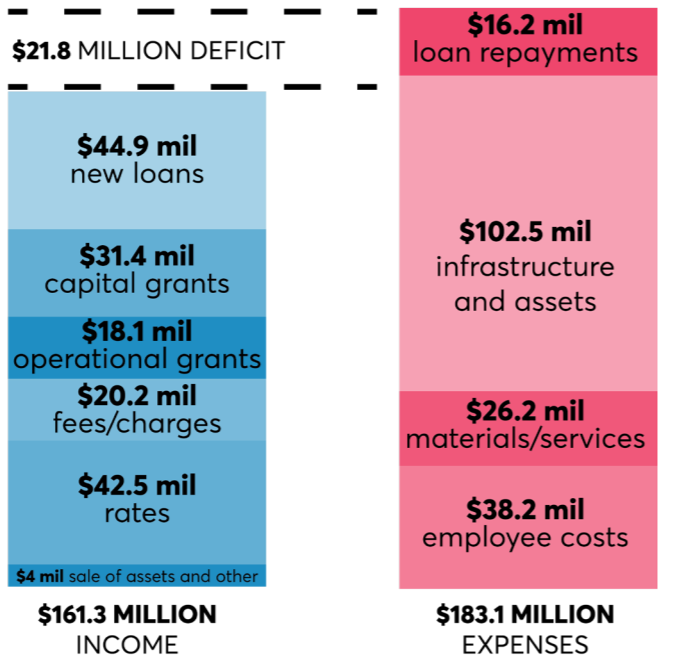 $21.8 MILLION DEFICIT
$44.9 mil
new loans
$31.4 mil
capital grants
$18.1 mil
operational grants
$20.2 mil
fees/charges
$42.5 mil
rates
$4 mil sale of assets and other
$161.3 MILLION
INCOME
$16.2 mil
loan repayments
$102.5 mil
infrastructure
and assets
$26.2 mil
materials/services
$38.2 mil
employee costs
$183.1 MILLION
EXPENSES